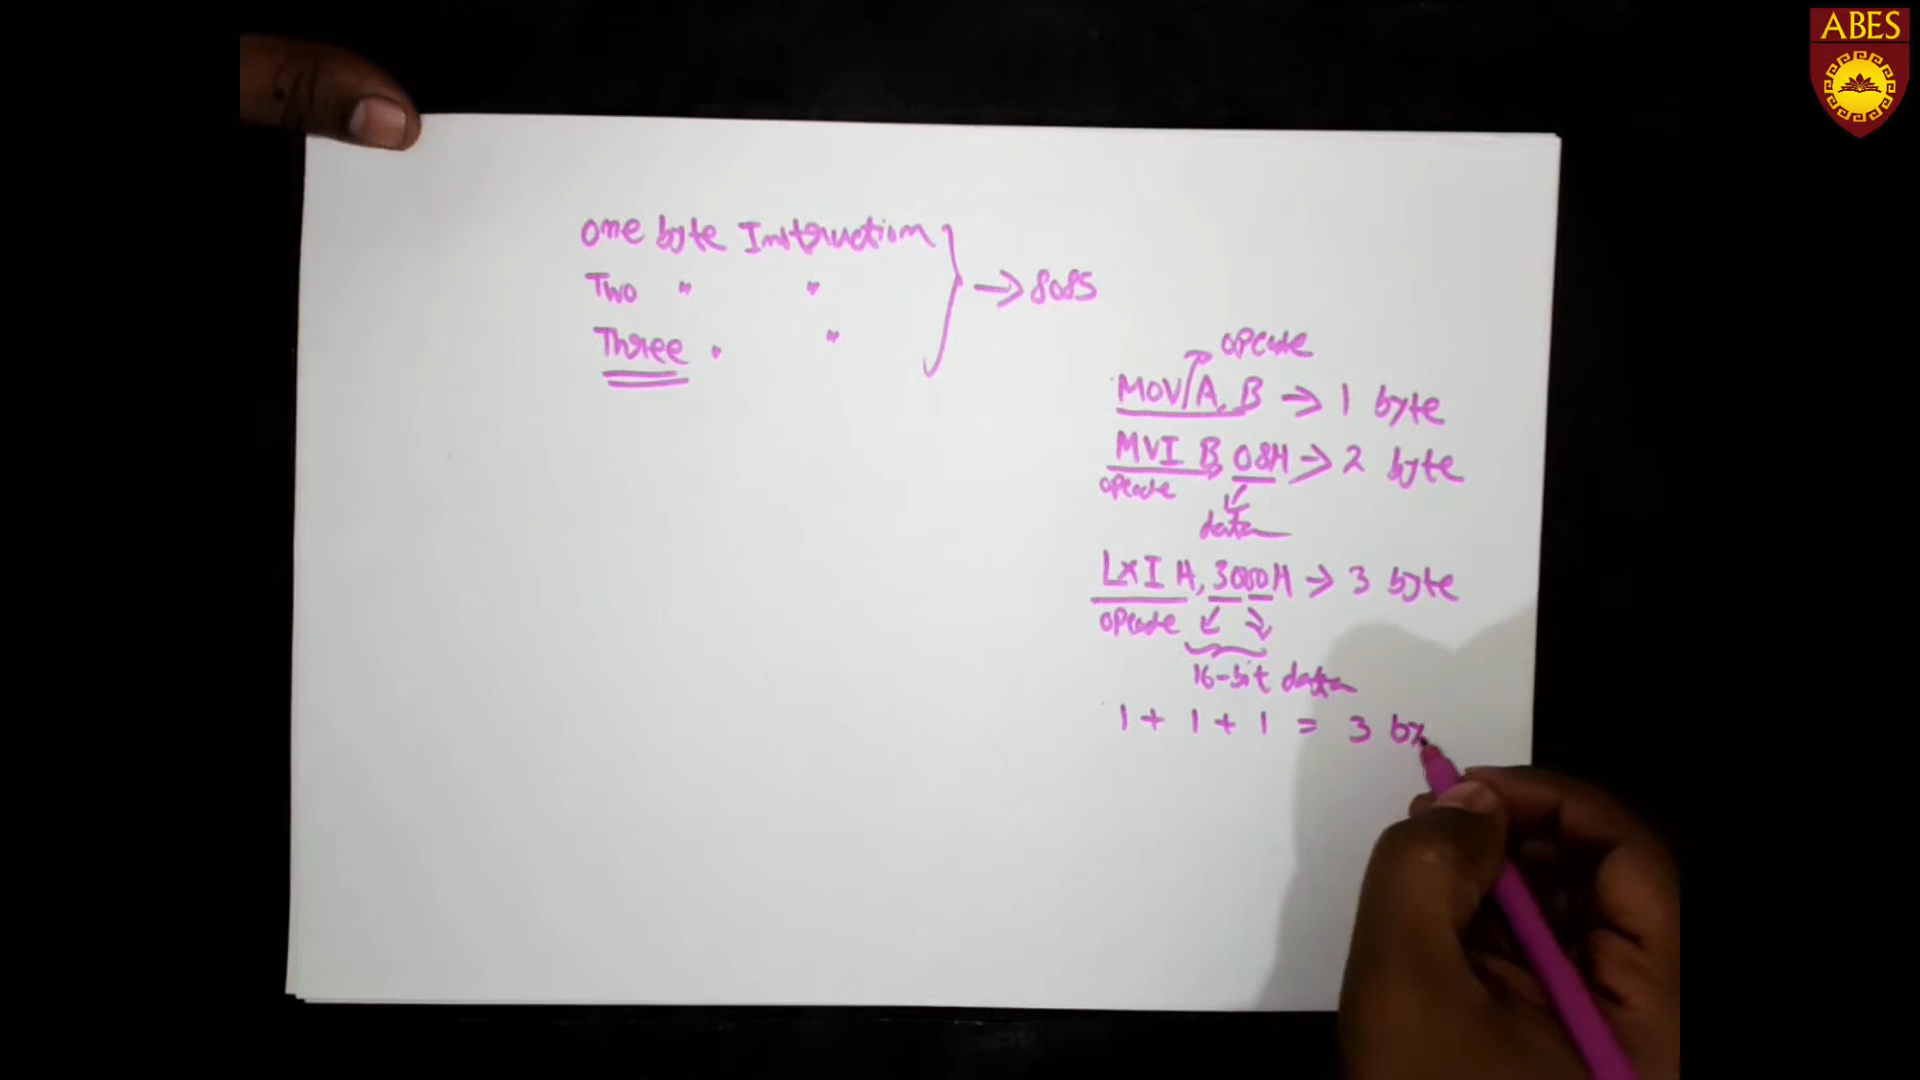 ABES
One byte Instruction
Two " "
Three " "
→ 8085
opcode
MOV A, B → 1 byte
MVI B, 08H → 2 byte
opcode
data
LXI H, 3000H → 3 byte
opcode
16-bit data
1 + 1 + 1 = 3 by